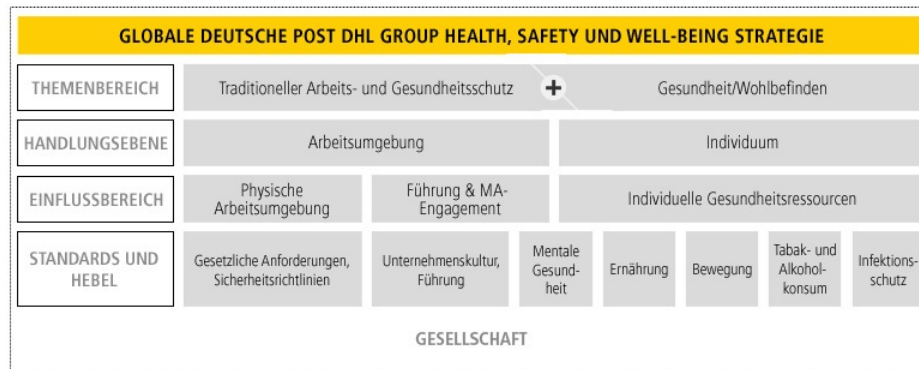 GLOBALE DEUTSCHE POST DHL GROUP HEALTH, SAFETY UND WELL-BEING STRATEGIE
THEMENBEREICH
Traditioneller Arbeits- und Gesundheitsschutz
+
Gesundheit/Wohlbefinden
HANDLUNGSEBENE
Arbeitsumgebung
Individuum
EINFLUSSBEREICH
Physische
Arbeitsumgebung
Führung & MA-
Engagement
Individuelle Gesundheitsressourcen
STANDARDS UND
HEBEL
Gesetzliche Anforderungen,
Sicherheitsrichtlinien
Unternehmenskultur,
Führung
Mentale
Gesund-
heit
Ernährung
Bewegung
Tabak- und
Alkohol-
konsum
Infektions-
schutz
GESELLSCHAFT